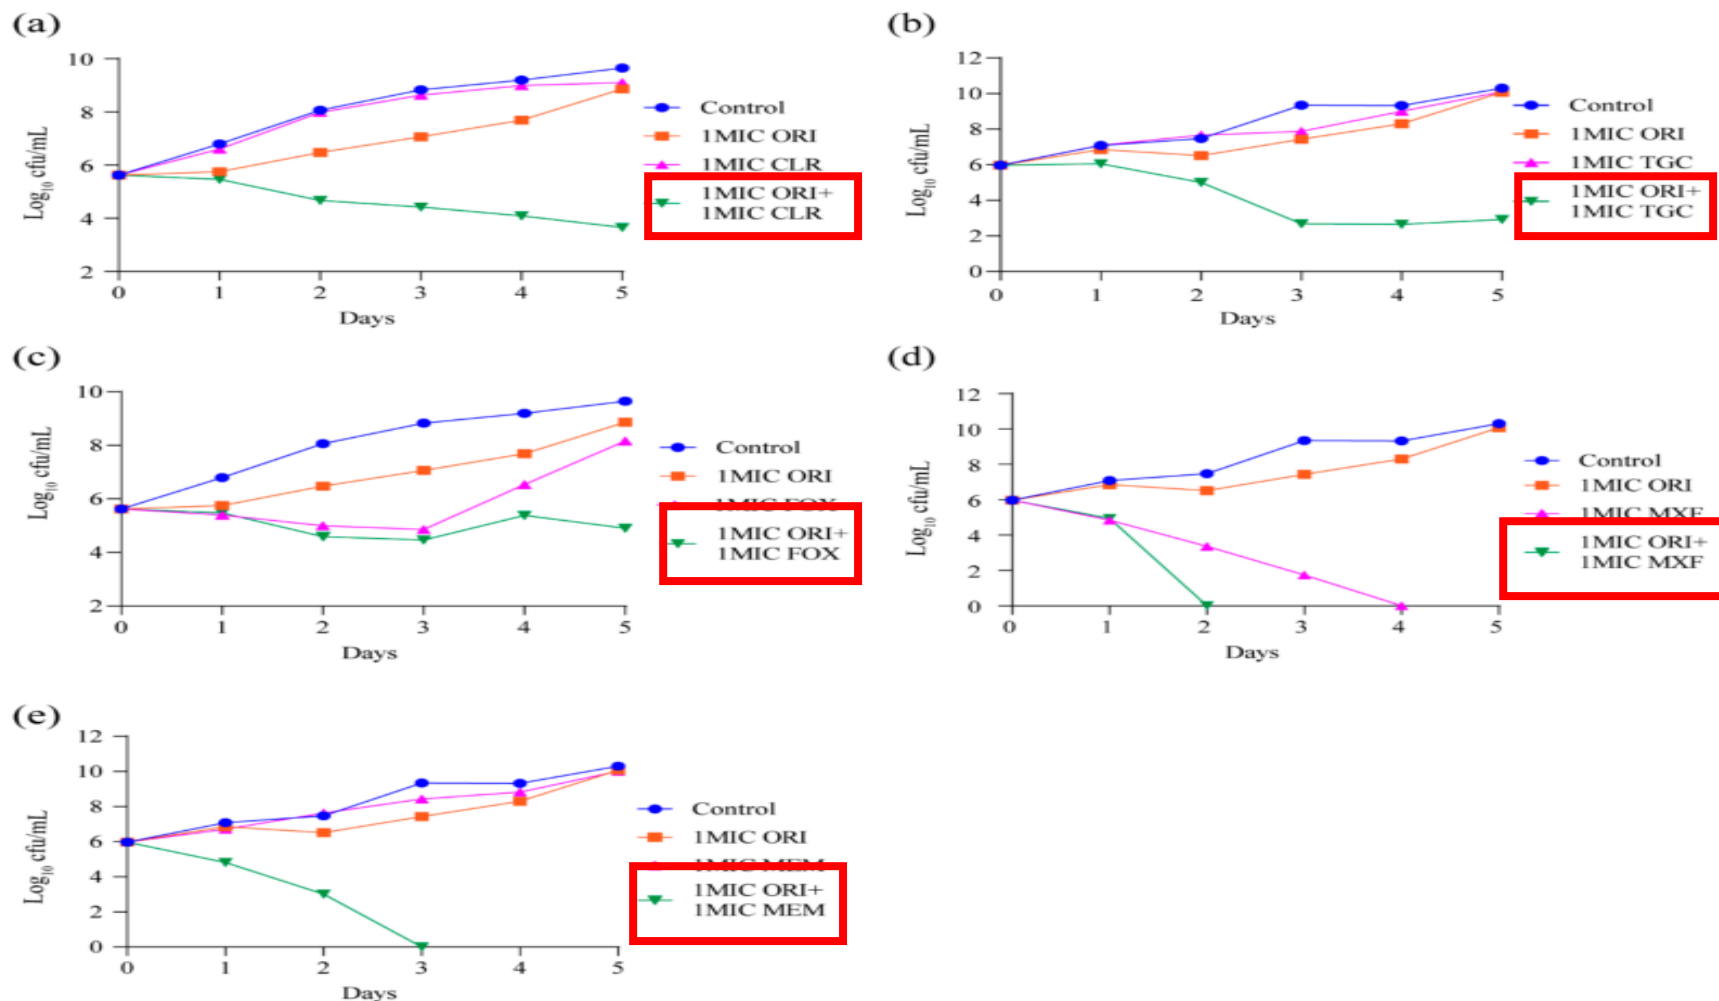 (a)
10
8
6
4
2
Log10 cfu/mL
0 1 2 3 4 5
Days
Control
1MIC ORI
1MIC CLR
1MIC ORI+
1MIC CLR
(b)
12
10
8
6
4
2
0
Log10 cfu/mL
0 1 2 3 4 5
Days
Control
1MIC ORI
1MIC TGC
1MIC ORI+
1MIC TGC
(c)
10
8
6
4
2
Log10 cfu/mL
0 1 2 3 4 5
Days
Control
1MIC ORI
1MIC FOX
1MIC ORI+
1MIC FOX
(d)
12
10
8
6
4
2
0
Log10 cfu/mL
0 1 2 3 4 5
Days
Control
1MIC ORI
1MIC MXF
1MIC ORI+
1MIC MXF
(e)
12
10
8
6
4
2
0
Log10 cfu/mL
0 1 2 3 4 5
Days
Control
1MIC ORI
1MIC MEM
1MIC ORI+
1MIC MEM